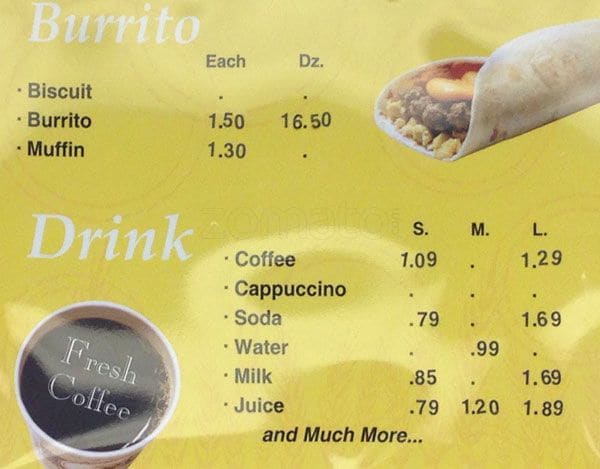 Burrito
Each Dz.
· Biscuit . .
· Burrito 1.50 16.50
· Muffin 1.30 .
zomato
Drink
S. M. L.
· Coffee 1.09 . 1.29
· Cappuccino . . .
· Soda .79 . 1.69
· Water . .99 .
· Milk .85 . 1.69
· Juice .79 1.20 1.89
and Much More...
Fresh
Coffee